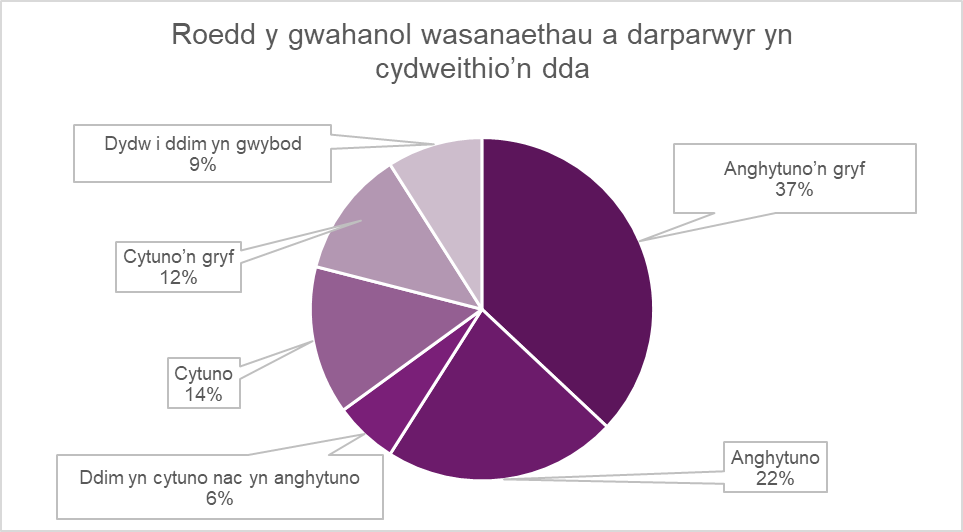 Roedd y gwahanol wasanaethau a darparwyr yn
cydweithio’n dda
Dydw i ddim yn gwybod
9%
Anghytuno’n gryf
37%
Cytuno’n gryf
12%
Cytuno
14%
Anghytuno
22%
Ddim yn cytuno nac yn anghytuno
6%